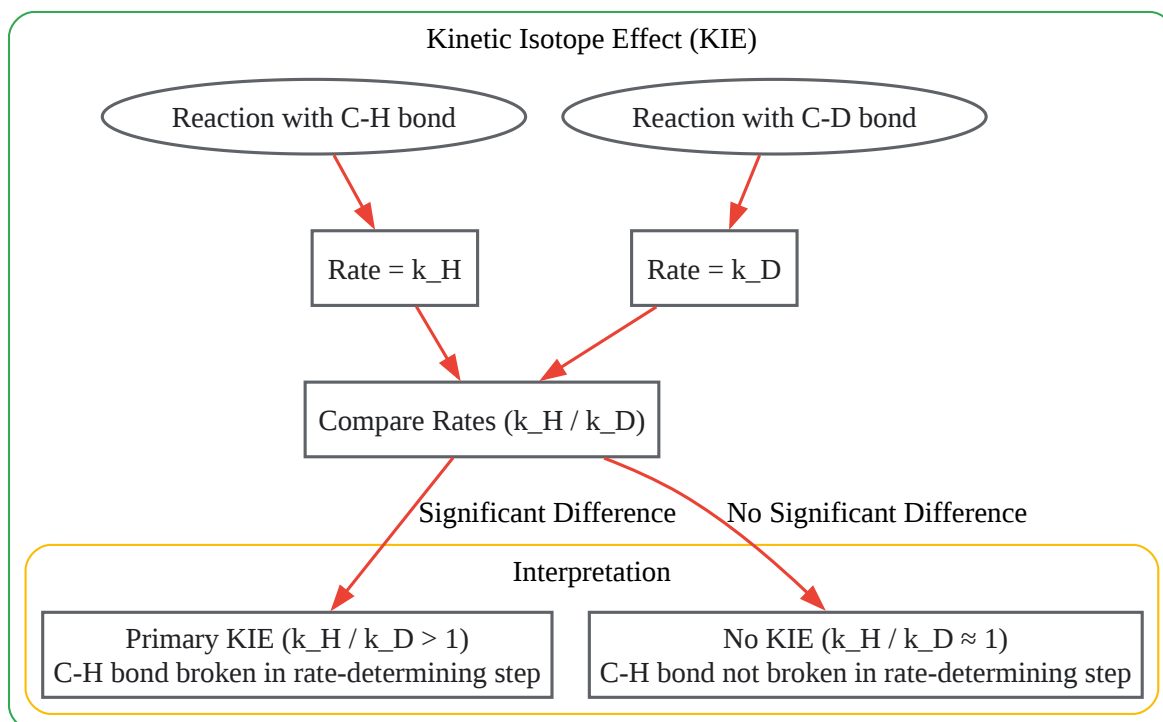 Kinetic Isotope Effect (KIE)
Reaction with C-H bond
Reaction with C-D bond
Rate = k_H
Rate = k_D
Compare Rates (k_H / k_D)
Significant Difference
No Significant Difference
Interpretation
Primary KIE (k_H / k_D > 1)
C-H bond broken in rate-determining step
No KIE (k_H / k_D ≈ 1)
C-H bond not broken in rate-determining step